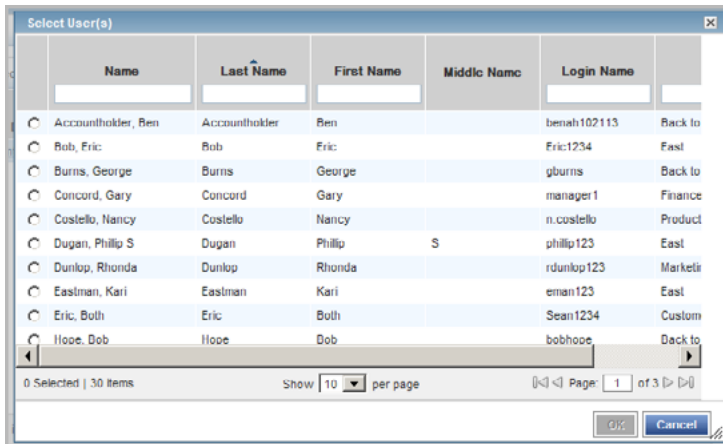 Select User(s)
Name Last Name First Name Middle Name Login Name
Accountholder, Ben Accountholder Ben benah102113 Back to
Bob, Eric Bob Eric Eric1234 East
Burns, George Burns George gburns Back to
Concord, Gary Concord Gary manager1 Finance
Costello, Nancy Costello Nancy n.costello Product
Dugan, Phillip S Dugan Phillip S phillip123 East
Dunlop, Rhonda Dunlop Rhonda rdunlop123 Marketin
Eastman, Kari Eastman Kari eman123 East
Eric, Both Eric Both Sean1234 Custom
Hope, Bob Hope Bob bobhope Back to
0 Selected | 30 items Show 10 per page Page: 1 of 3
OK Cancel